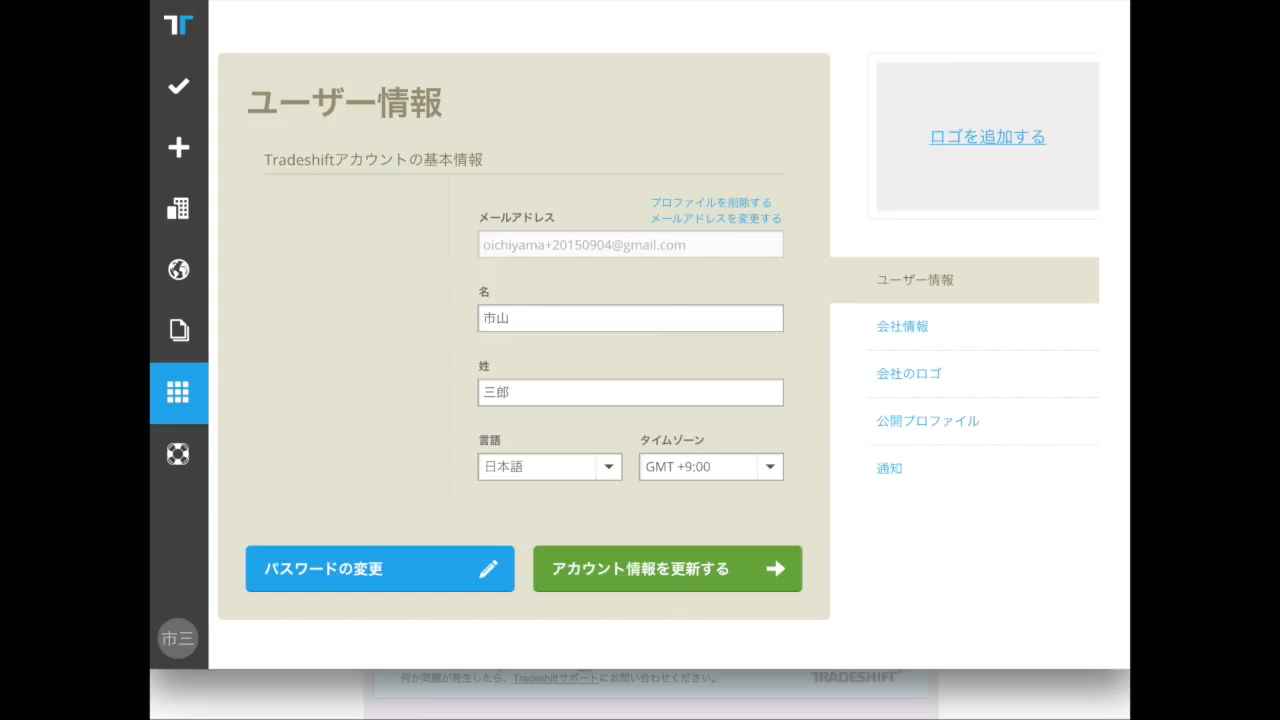 ユーザー情報
Tradeshiftアカウントの基本情報
プロファイルを削除する
メールアドレス
メールアドレスを変更する
oichiyama+20150904@gmail.com
名
市山
姓
三郎
言語
タイムゾーン
日本語
GMT +9:00
パスワードの変更
アカウント情報を更新する
ロゴを追加する
ユーザー情報
会社情報
会社のロゴ
公開プロファイル
通知
市三
何か問題が発生したら、Tradeshiftサポートにお問い合わせください。
TRADESHIFT